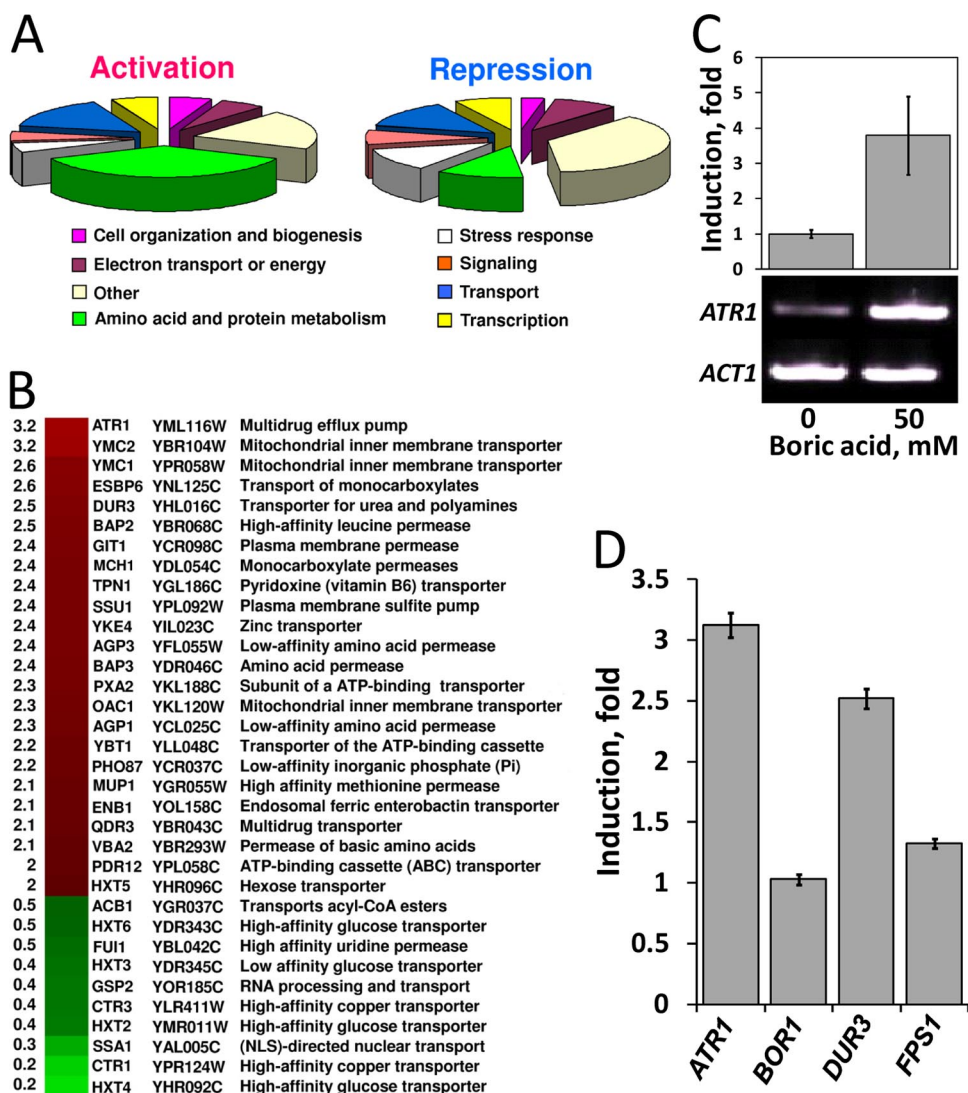 A
Activation
Repression
Cell organization and biogenesis
Electron transport or energy
Other
Amino acid and protein metabolism
Stress response
Signaling
Transport
Transcription
B
3.2 ATR1 YML116W Multidrug efflux pump
3.2 YMC2 YBR104W Mitochondrial inner membrane transporter
2.6 YMC1 YPR058W Mitochondrial inner membrane transporter
2.6 ESBP6 YNL125C Transport of monocarboxylates
2.5 DUR3 YHL016C Transporter for urea and polyamines
2.5 BAP2 YBR068C High-affinity leucine permease
2.4 GIT1 YCR098C Plasma membrane permease
2.4 MCH1 YDL054C Monocarboxylate permeases
2.4 TPN1 YGL186C Pyridoxine (vitamin B6) transporter
2.4 SSU1 YPL092W Plasma membrane sulfite pump
2.4 YKE4 YIL023C Zinc transporter
2.4 AGP3 YFL055W Low-affinity amino acid permease
2.4 BAP3 YDR046C Amino acid permease
2.3 PXA2 YKL188C Subunit of a ATP-binding transporter
2.3 OAC1 YKL120W Mitochondrial inner membrane transporter
2.3 AGP1 YCL025C Low-affinity amino acid permease
2.2 YBT1 YLL048C Transporter of the ATP-binding cassette
2.2 PHO87 YCR037C Low-affinity inorganic phosphate (Pi)
2.1 MUP1 YGR055W High affinity methionine permease
2.1 ENB1 YOL158C Endosomal ferric enterobactin transporter
2.1 QDR3 YBR043C Multidrug transporter
2.1 VBA2 YBR293W Permease of basic amino acids
2 PDR12 YPL058C ATP-binding cassette (ABC) transporter
2 HXT5 YHR096C Hexose transporter
0.5 ACB1 YGR037C Transports acyl-CoA esters
0.5 HXT6 YDR343C High-affinity glucose transporter
0.5 FUI1 YBL042C High affinity uridine permease
0.4 HXT3 YDR345C Low affinity glucose transporter
0.4 GSP2 YOR185C RNA processing and transport
0.4 CTR3 YLR411W High-affinity copper transporter
0.4 HXT2 YMR011W High-affinity glucose transporter
0.3 SSA1 YAL005C (NLS)-directed nuclear transport
0.2 CTR1 YPR124W High-affinity copper transporter
0.2 HXT4 YHR092C High-affinity glucose transporter
C
Induction, fold
6
5
4
3
2
1
0
ATR1
ACT1
0 50
Boric acid, mM
D
Induction, fold
3.5
3
2.5
2
1.5
1
0.5
0
ATR1 BOR1 DUR3 FPS1